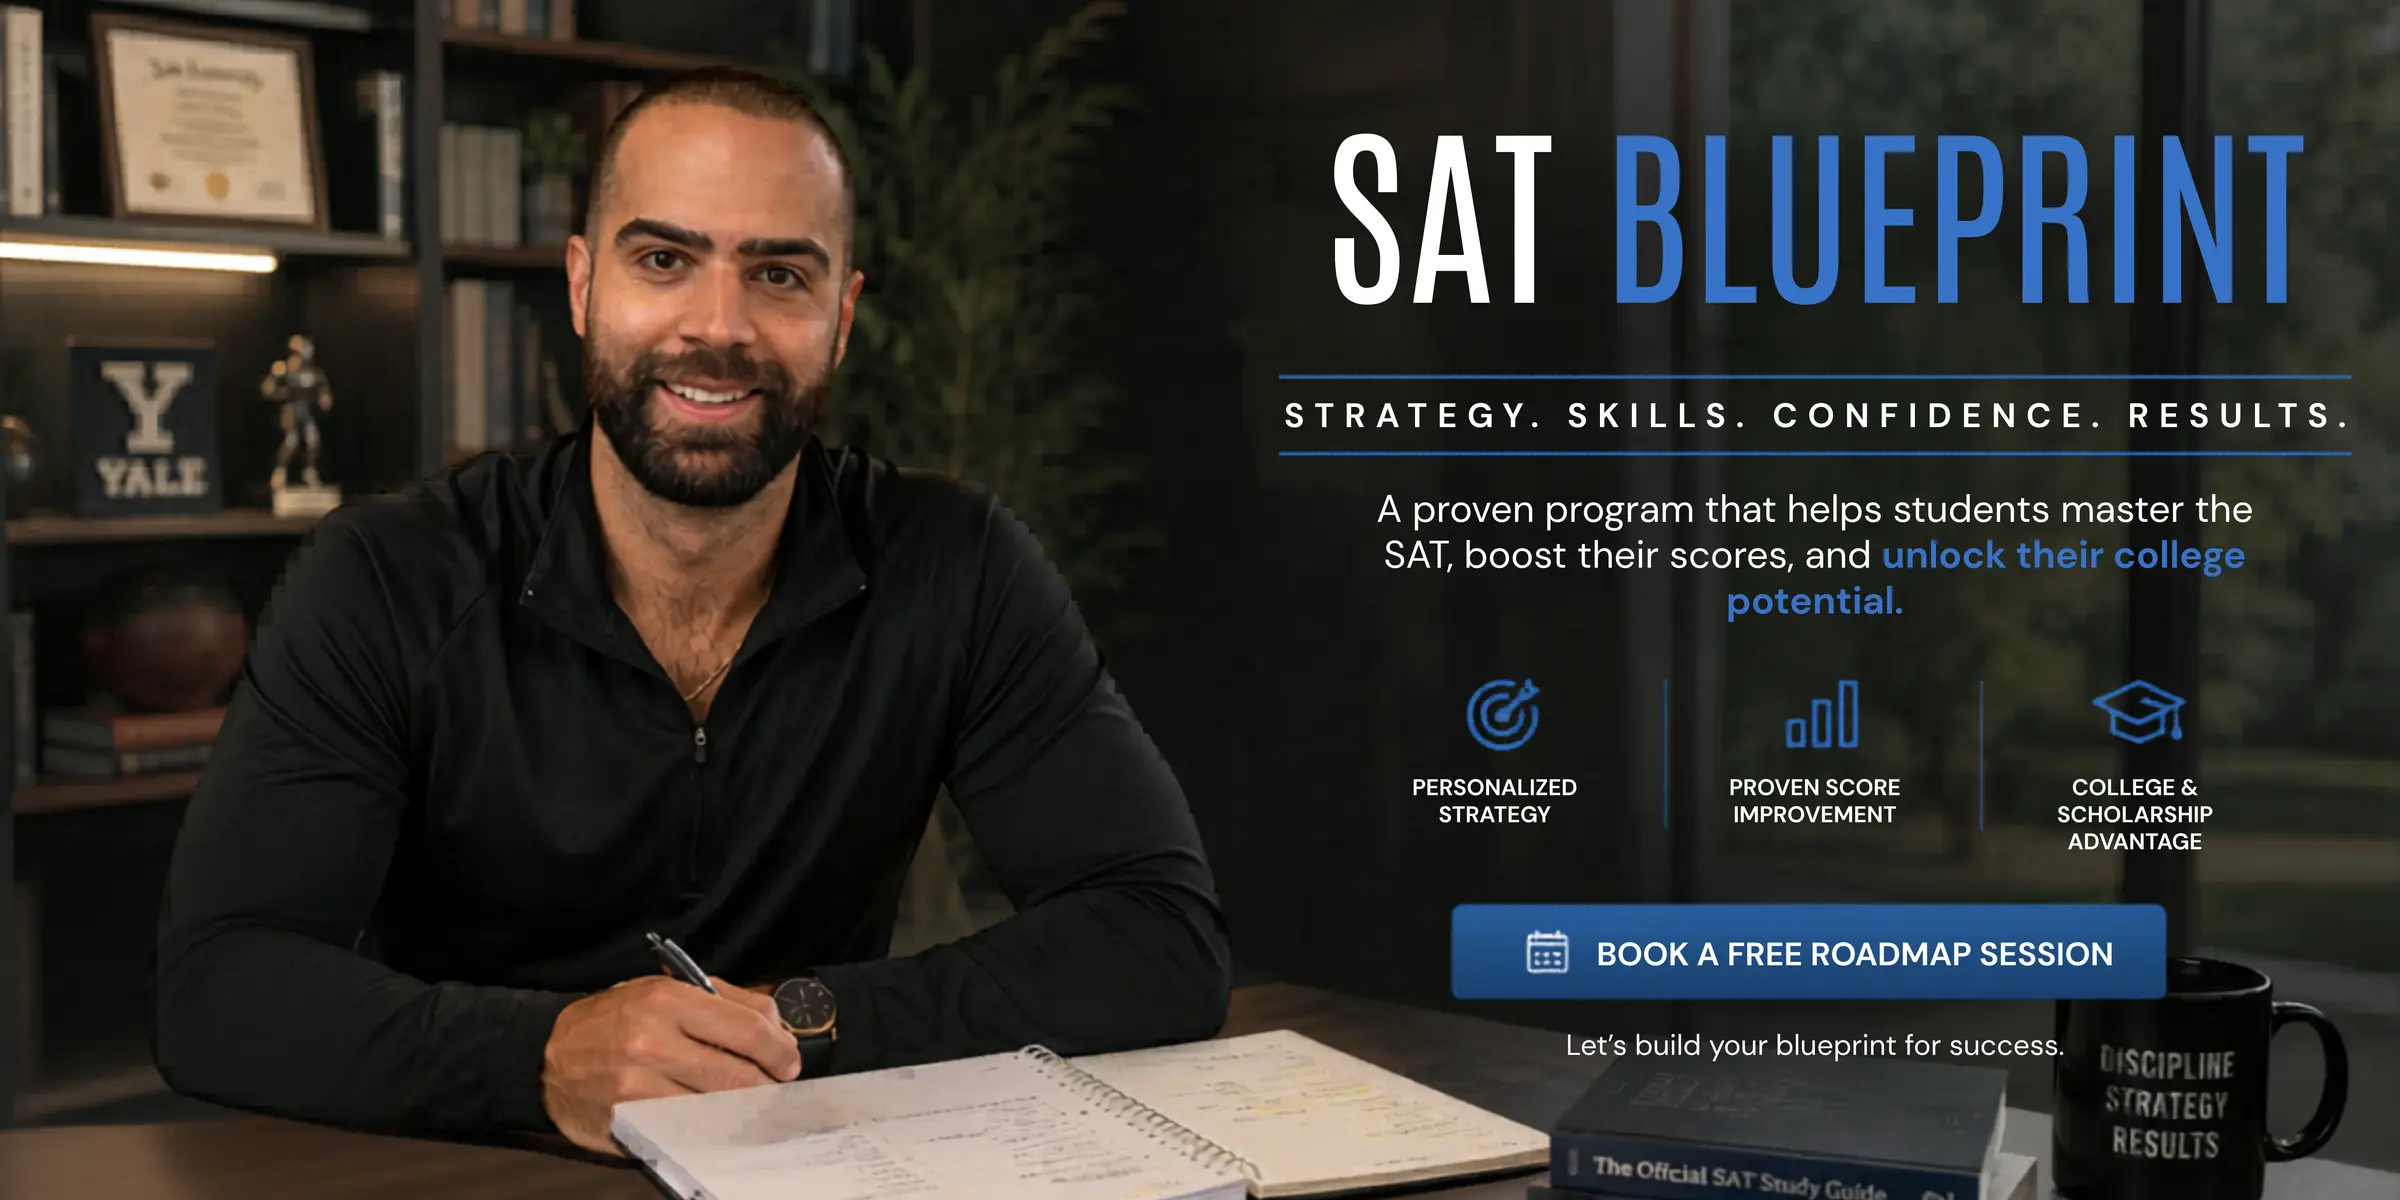 Y
YALE
SAT BLUEPRINT
STRATEGY. SKILLS. CONFIDENCE. RESULTS.
A proven program that helps students master the
SAT, boost their scores, and unlock their college
potential.
PERSONALIZED
STRATEGY
PROVEN SCORE
IMPROVEMENT
COLLEGE &
SCHOLARSHIP
ADVANTAGE
BOOK A FREE ROADMAP SESSION
Let's build your blueprint for success.
DISCIPLINE
STRATEGY
RESULTS
The Offcial SAT Study Guide